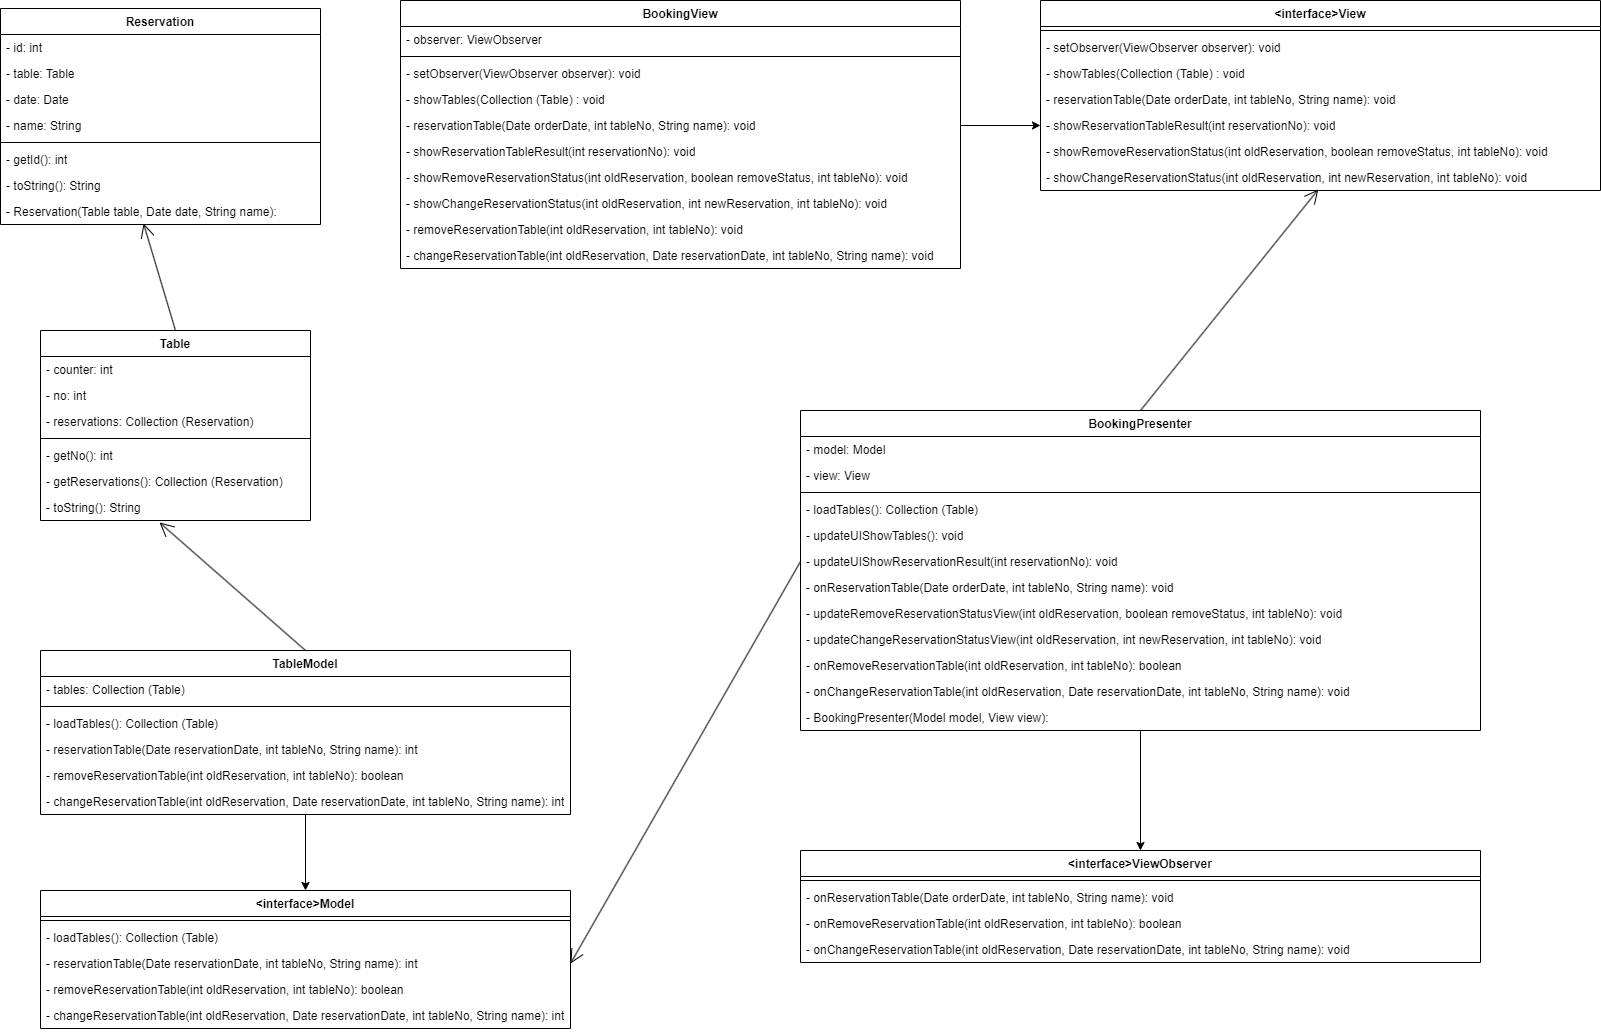 Reservation
- id: int
- table: Table
- date: Date
- name: String
- getId(): int
- toString(): String
- Reservation(Table table, Date date, String name):
BookingView
- observer: ViewObserver
- setObserver(ViewObserver observer): void
- showTables(Collection (Table) : void
- reservationTable(Date orderDate, int tableNo, String name): void
- showReservationTableResult(int reservationNo): void
- showRemoveReservationStatus(int oldReservation, boolean removeStatus, int tableNo): void
- showChangeReservationStatus(int oldReservation, int newReservation, int tableNo): void
- removeReservationTable(int oldReservation, int tableNo): void
- changeReservationTable(int oldReservation, Date reservationDate, int tableNo, String name): void
<interface>View
- setObserver(ViewObserver observer): void
- showTables(Collection (Table) : void
- reservationTable(Date orderDate, int tableNo, String name): void
- showReservationTableResult(int reservationNo): void
- showRemoveReservationStatus(int oldReservation, boolean removeStatus, int tableNo): void
- showChangeReservationStatus(int oldReservation, int newReservation, int tableNo): void
Table
- counter: int
- no: int
- reservations: Collection (Reservation)
- getNo(): int
- getReservations(): Collection (Reservation)
- toString(): String
BookingPresenter
- model: Model
- view: View
- loadTables(): Collection (Table)
- updateUIShowTables(): void
- updateUIShowReservationResult(int reservationNo): void
- onReservationTable(Date orderDate, int tableNo, String name): void
- updateRemoveReservationStatusView(int oldReservation, boolean removeStatus, int tableNo): void
- updateChangeReservationStatusView(int oldReservation, int newReservation, int tableNo): void
- onRemoveReservationTable(int oldReservation, int tableNo): boolean
- onChangeReservationTable(int oldReservation, Date reservationDate, int tableNo, String name): void
- BookingPresenter(Model model, View view):
TableModel
- tables: Collection (Table)
- loadTables(): Collection (Table)
- reservationTable(Date reservationDate, int tableNo, String name): int
- removeReservationTable(int oldReservation, int tableNo): boolean
- changeReservationTable(int oldReservation, Date reservationDate, int tableNo, String name): int
<interface>Model
- loadTables(): Collection (Table)
- reservationTable(Date reservationDate, int tableNo, String name): int
- removeReservationTable(int oldReservation, int tableNo): boolean
- changeReservationTable(int oldReservation, Date reservationDate, int tableNo, String name): int
<interface>ViewObserver
- onReservationTable(Date orderDate, int tableNo, String name): void
- onRemoveReservationTable(int oldReservation, int tableNo): boolean
- onChangeReservationTable(int oldReservation, Date reservationDate, int tableNo, String name): void